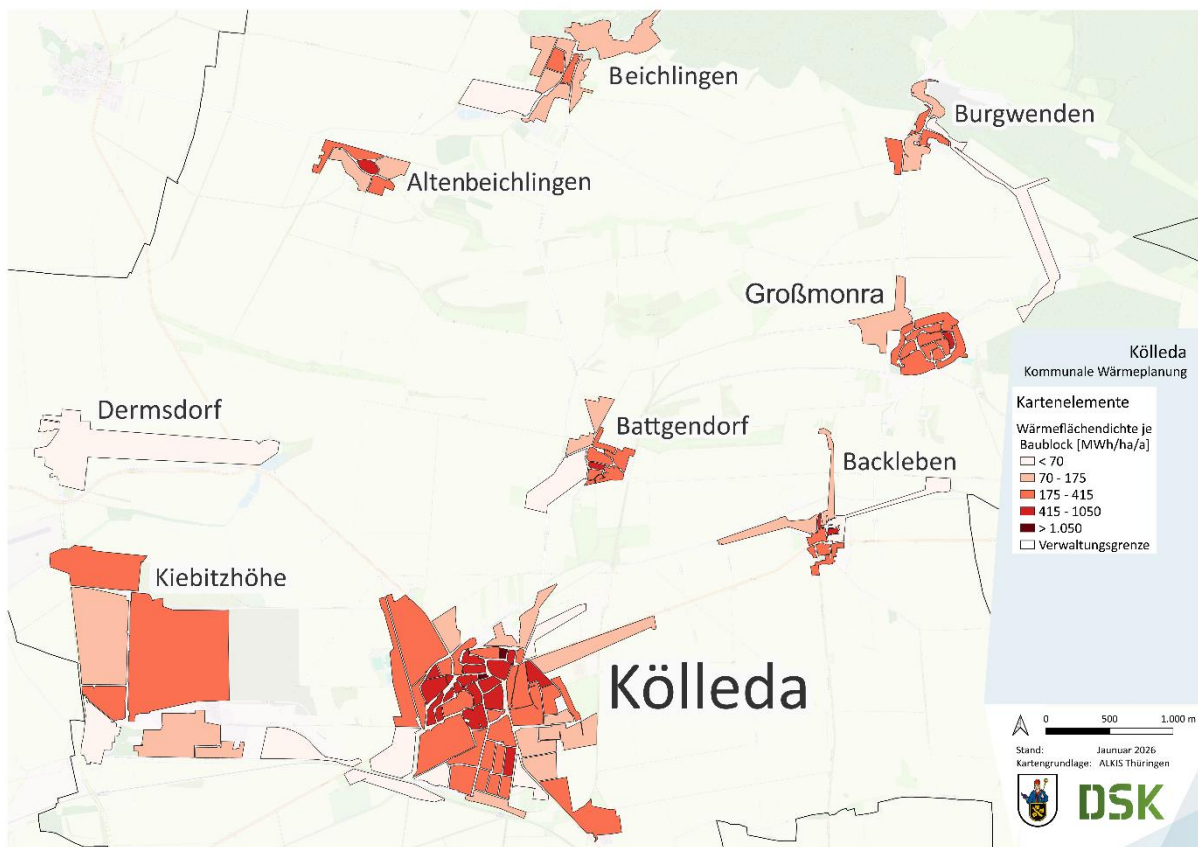 Beichlingen
Burgwenden
Altenbeichlingen
Großmonra
Kölleda
Kommunale Wärmeplanung
Kartenelemente
Wärmeflächendichte je
Baublock [MWh/ha/a]
< 70
70 - 175
175 - 415
415 - 1050
> 1.050
Verwaltungsgrenze
Dermsdorf
Battgendorf
Backleben
Kiebitzhöhe
Kölleda
0 500 1.000 m
Stand: Jaunuar 2026
Kartengrundlage: ALKIS Thüringen
DSK